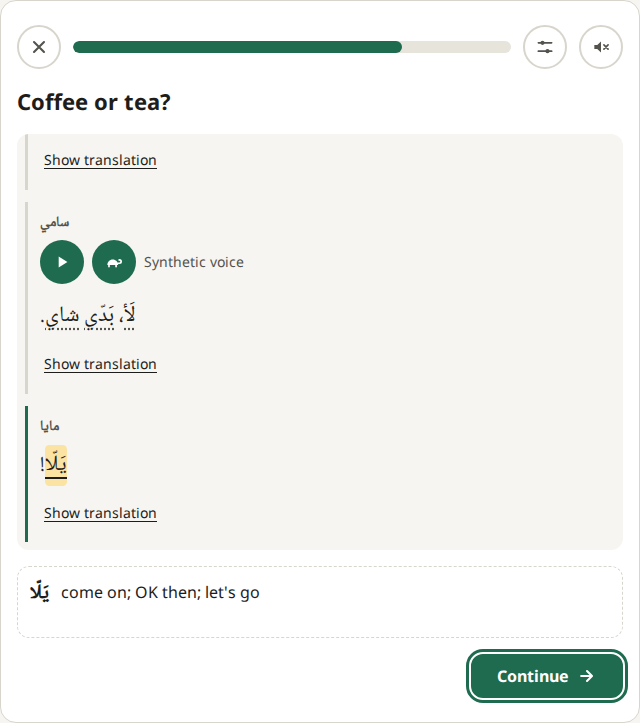 Coffee or tea?
Show translation
سامي
Synthetic voice
لَأ، بَدّي شاي.
Show translation
مايا
يَلّا!
Show translation
يَلّا come on; OK then; let's go
Continue